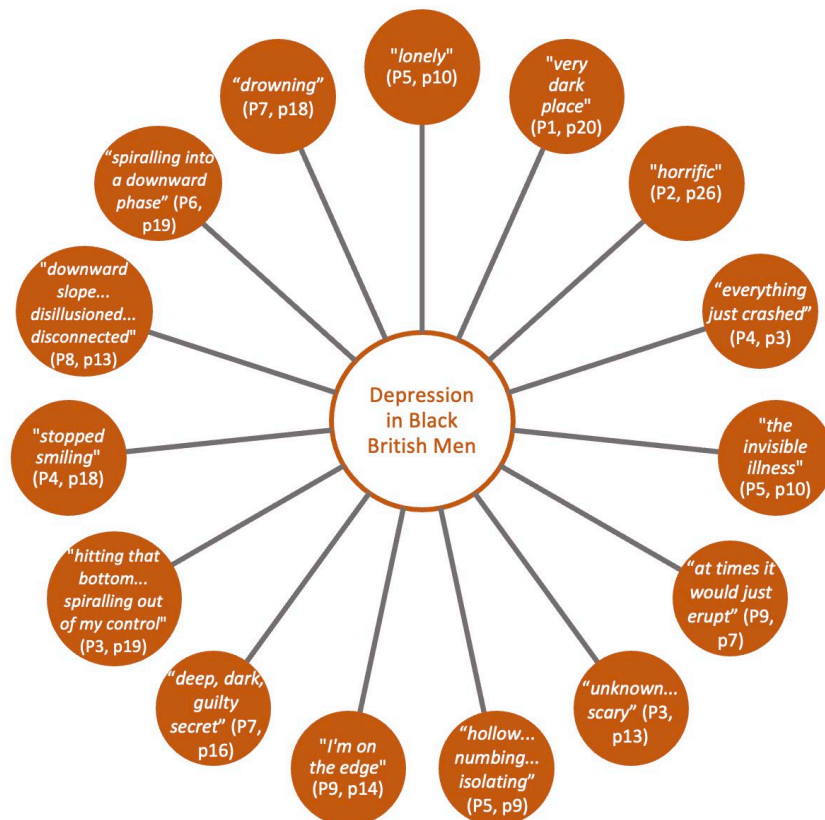 "lonely"
(P5, p10)
"very
dark
place"
(P1, p20)
"horrific"
(P2, p26)
“everything
just crashed”
(P4, p3)
"the
invisible
illness"
(P5, p10)
“at times it
would just
erupt” (P9,
p7)
“unknown...
scary” (P3,
p13)
“hollow...
numbing...
isolating”
(P5, p9)
"I'm on
the edge"
(P9, p14)
“deep, dark,
guilty
secret” (P7,
p16)
"hitting that
bottom...
spiralling out
of my control"
(P3, p19)
"stopped
smiling"
(P4, p18)
"downward
slope...
disillusioned...
disconnected"
(P8, p13)
“spiralling into
a downward
phase” (P6,
p19)
“drowning”
(P7, p18)
Depression
in Black
British Men